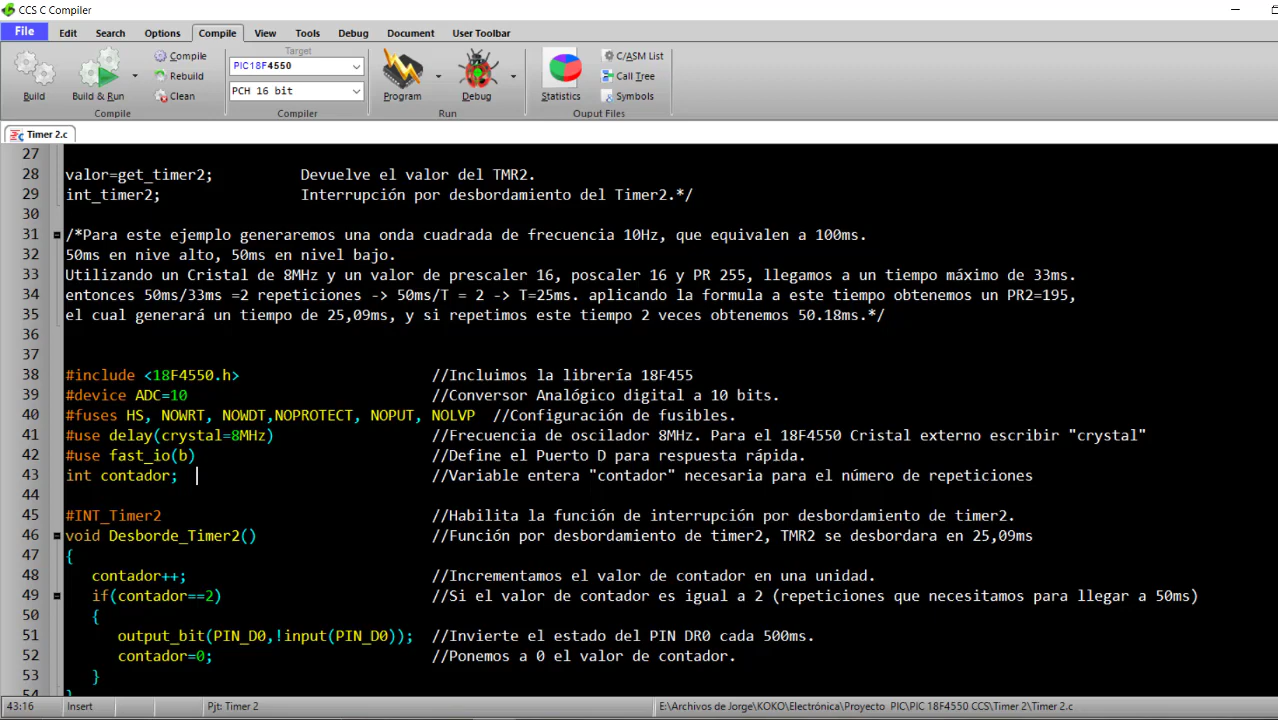 CCS C Compiler
File Edit Search Options Compile View Tools Debug Document User Toolbar
Target
Compile
PIC18F4550
C/ASM List
Rebuild
Call Tree
Clean
PCH 16 bit
Symbols
Build
Build & Run
Program
Debug
Statistics
Compile
Compiler
Run
Ouput Files
Timer 2.c
27
28 valor=get_timer2; Devuelve el valor del TMR2.
29 int_timer2; Interrupción por desbordamiento del Timer2.*/
30
31 /*Para este ejemplo generaremos una onda cuadrada de frecuencia 10Hz, que equivalen a 100ms.
32 50ms en nive alto, 50ms en nivel bajo.
33 Utilizando un Cristal de 8MHz y un valor de prescaler 16, poscaler 16 y PR 255, llegamos a un tiempo máximo de 33ms.
34 entonces 50ms/33ms =2 repeticiones -> 50ms/T = 2 -> T=25ms. aplicando la formula a este tiempo obtenemos un PR2=195,
35 el cual generará un tiempo de 25,09ms, y si repetimos este tiempo 2 veces obtenemos 50.18ms.*/
36
37
38 #include <18F4550.h> //Incluimos la librería 18F455
39 #device ADC=10 //Conversor Analógico digital a 10 bits.
40 #fuses HS, NOWRT, NOWDT,NOPROTECT, NOPUT, NOLVP //Configuración de fusibles.
41 #use delay(crystal=8MHz) //Frecuencia de oscilador 8MHz. Para el 18F4550 Cristal externo escribir "crystal"
42 #use fast_io(b) //Define el Puerto D para respuesta rápida.
43 int contador; //Variable entera "contador" necesaria para el número de repeticiones
44
45 #INT_Timer2 //Habilita la función de interrupción por desbordamiento de timer2.
46 void Desborde_Timer2() //Función por desbordamiento de timer2, TMR2 se desbordara en 25,09ms
47 {
48 contador++; //Incrementamos el valor de contador en una unidad.
49 if(contador==2) //Si el valor de contador es igual a 2 (repeticiones que necesitamos para llegar a 50ms)
50 {
51 output_bit(PIN_D0,!input(PIN_D0)); //Invierte el estado del PIN DR0 cada 500ms.
52 contador=0; //Ponemos a 0 el valor de contador.
53 }
54 }
43:16 Insert Pjt: Timer 2 E:\Archivos de Jorge\KOKO\Electrónica\Proyecto PIC\PIC 18F4550 CCS\Timer 2\Timer 2.c